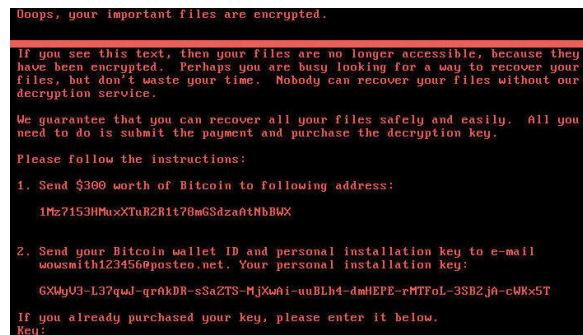 Ooops, your important files are encrypted.
If you see this text, then your files are no longer accessible, because they
have been encrypted. Perhaps you are busy looking for a way to recover your
files, but don't waste your time. Nobody can recover your files without our
decryption service.
We guarantee that you can recover all your files safely and easily. All you
need to do is submit the payment and purchase the decryption key.
Please follow the instructions:
1. Send $300 worth of Bitcoin to following address:
1Mz7153HMuxXTuR2R1t78mGSdzaAtNbBWX
2. Send your Bitcoin wallet ID and personal installation key to e-mail
wowsmith123456@posteo.net. Your personal installation key:
GXWyV3-L37qwJ-qrAkDR-sSaZTS-MjXwAi-uuBLh4-dmHEPE-rMTFoL-3SB2jA-cWKx5T
If you already purchased your key, please enter it below.
Key: